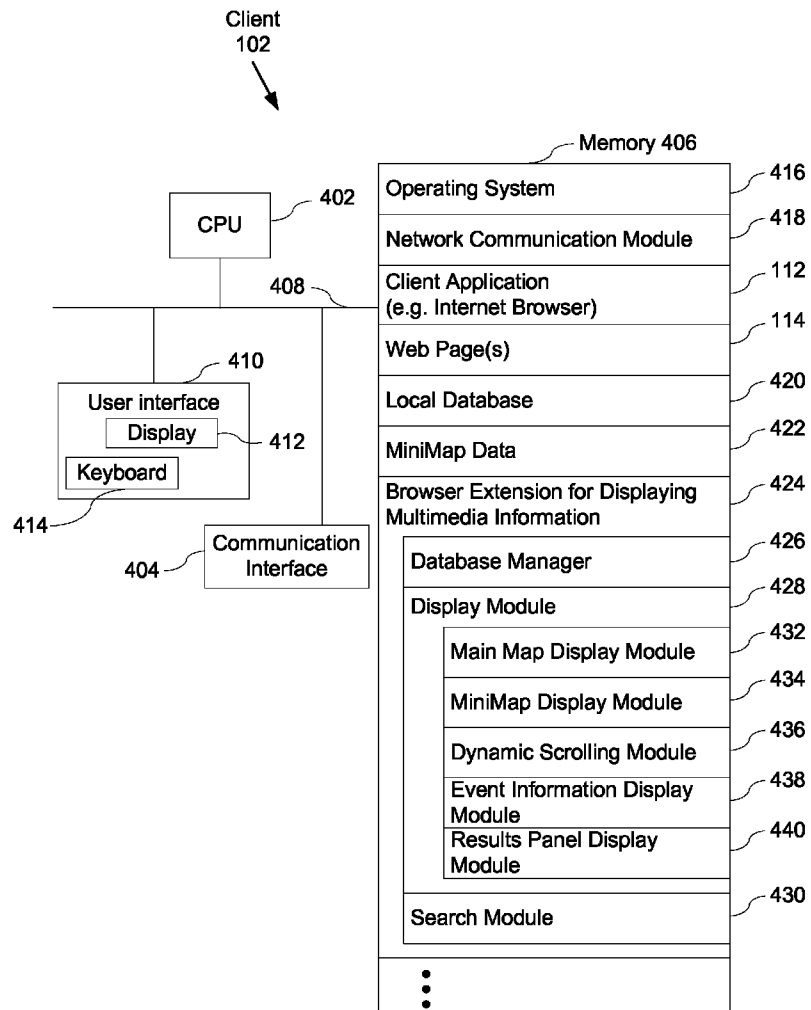 Client
102
Memory 406
Operating System
416
CPU
402
Network Communication Module
418
408
Client Application
(e.g. Internet Browser)
112
Web Page(s)
114
410
User interface
Display
412
Keyboard
414
Local Database
420
MiniMap Data
422
Browser Extension for Displaying
Multimedia Information
424
Communication
Interface
404
Database Manager
426
Display Module
428
Main Map Display Module
432
MiniMap Display Module
434
Dynamic Scrolling Module
436
Event Information Display
Module
438
Results Panel Display
Module
440
Search Module
430